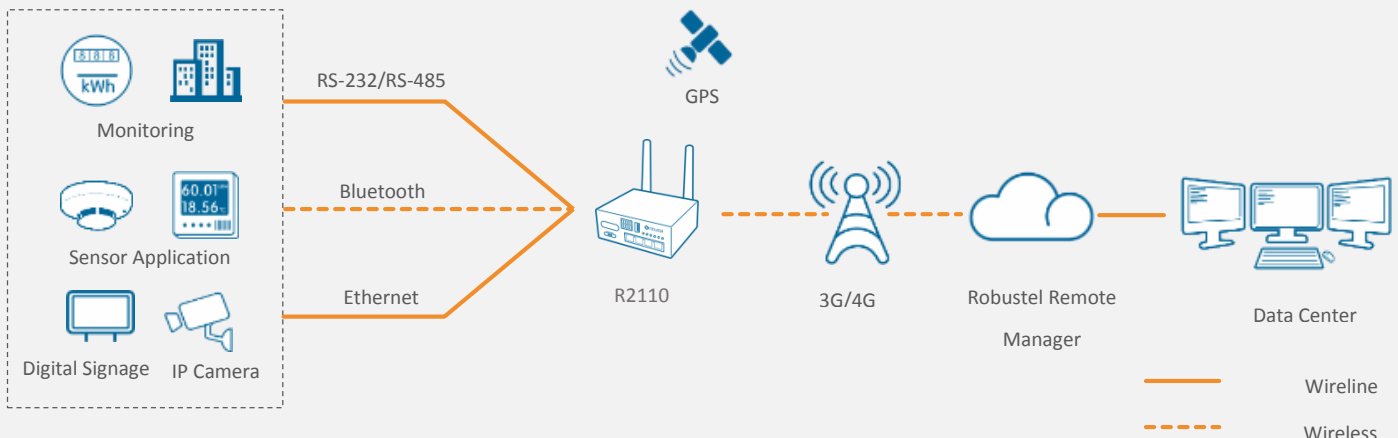 kWh
Monitoring
60.01
18.56
Sensor Application
Digital Signage
IP Camera
RS-232/RS-485
Bluetooth
Ethernet
GPS
R2110
3G/4G
Robustel Remote
Manager
Data Center
Wireline
Wireless